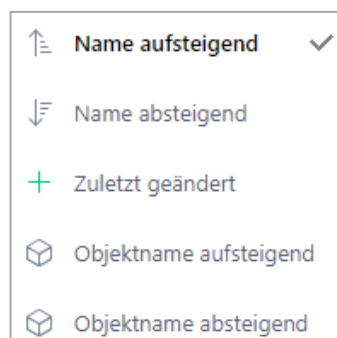 Name aufsteigend
Name absteigend
Zuletzt geändert
Objektname aufsteigend
Objektname absteigend